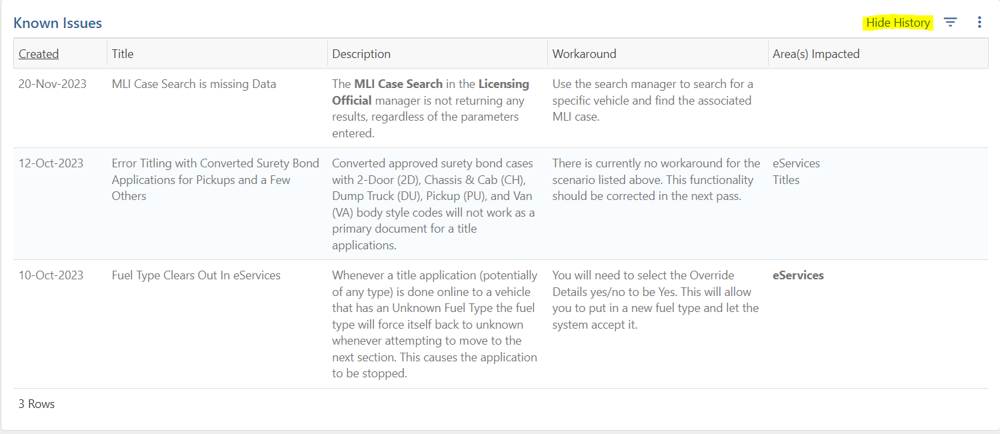 Known Issues
Hide History
Created
Title
Description
Workaround
Area(s) Impacted
20-Nov-2023
MLI Case Search is missing Data
The MLI Case Search in the Licensing
Official manager is not returning any
results, regardless of the parameters
entered.
Use the search manager to search for a
specific vehicle and find the associated
MLI case.
12-Oct-2023
Error Titling with Converted Surety Bond
Applications for Pickups and a Few
Others
Converted approved surety bond cases
with 2-Door (2D), Chassis & Cab (CH),
Dump Truck (DU), Pickup (PU), and Van
(VA) body style codes will not work as a
primary document for a title
applications.
There is currently no workaround for the
scenario listed above. This functionality
should be corrected in the next pass.
eServices
Titles
10-Oct-2023
Fuel Type Clears Out In eServices
Whenever a title application (potentially
of any type) is done online to a vehicle
that has an Unknown Fuel Type the fuel
type will force itself back to unknown
whenever attempting to move to the
next section. This causes the application
to be stopped.
You will need to select the Override
Details yes/no to be Yes. This will allow
you to put in a new fuel type and let the
system accept it.
eServices
3 Rows